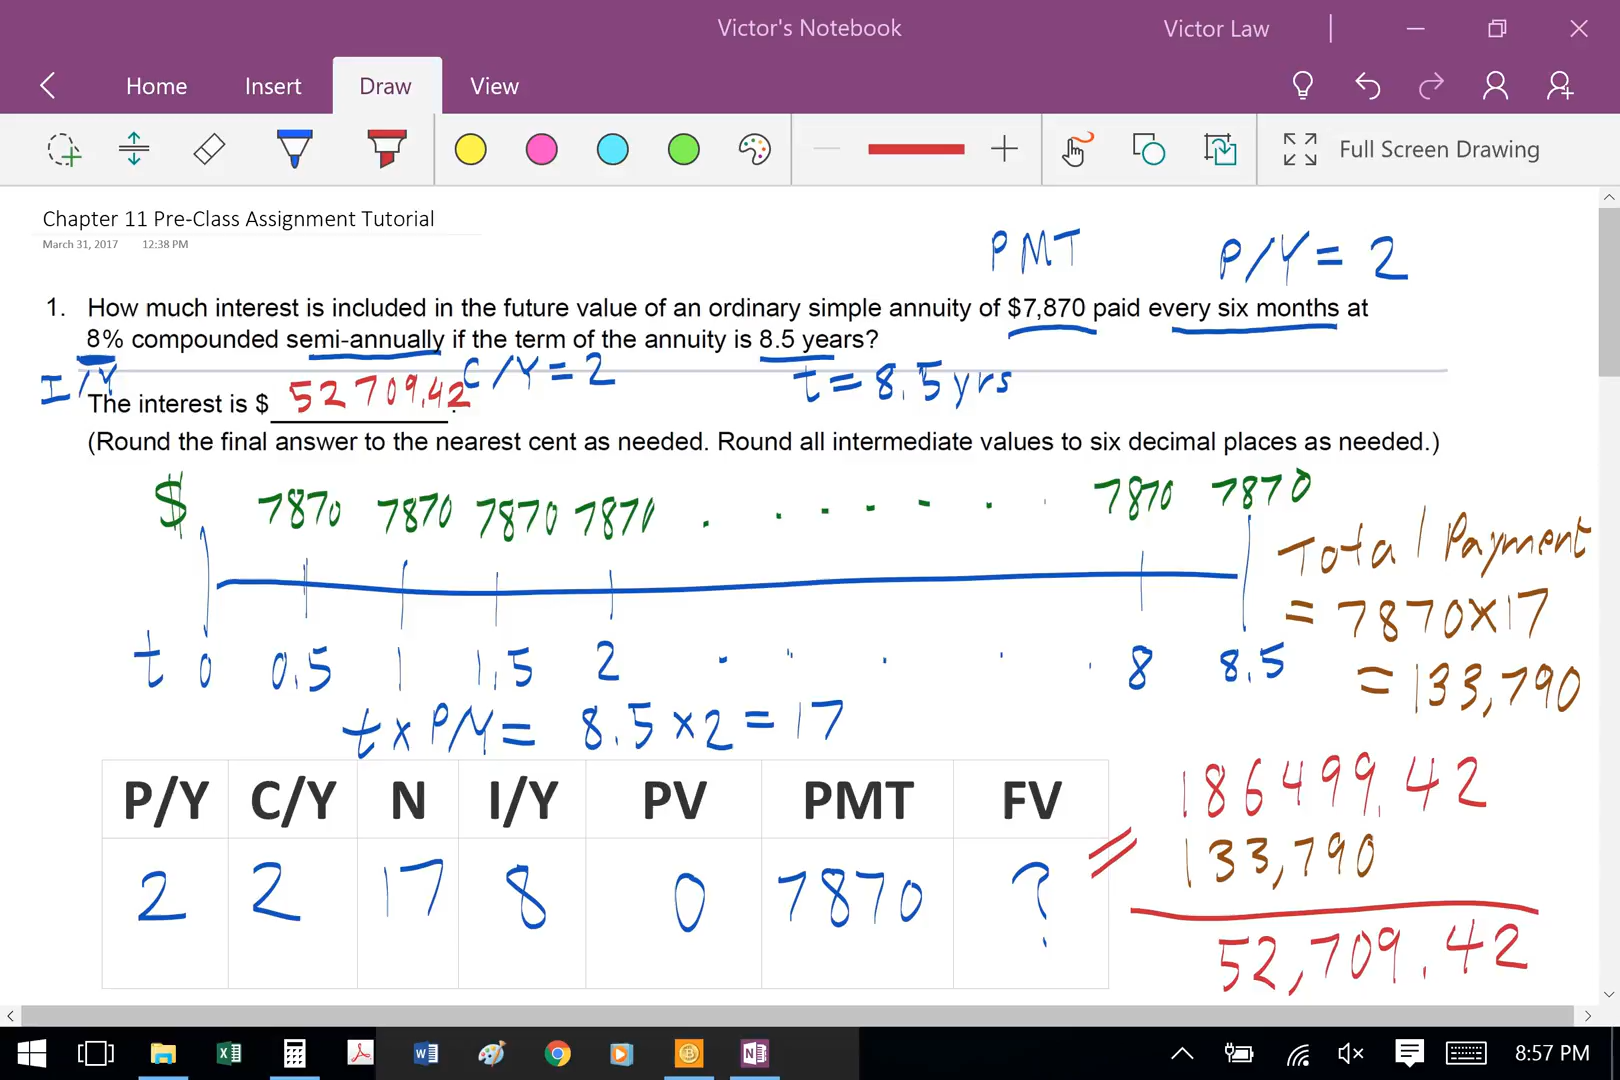 Victor's Notebook
Victor Law
Home Insert Draw View
Full Screen Drawing
Chapter 11 Pre-Class Assignment Tutorial
March 31, 2017 12:38 PM
PMT P/Y = 2
1. How much interest is included in the future value of an ordinary simple annuity of $7,870 paid every six months at
8% compounded semi-annually if the term of the annuity is 8.5 years?
I/Y C/Y = 2 t = 8.5 yrs
The interest is $ 52709.42.
(Round the final answer to the nearest cent as needed. Round all intermediate values to six decimal places as needed.)
$ 7870 7870 7870 7870 . . . . . . 7870 7870
Total Payment
= 7870×17
= 133,790
t 0 0.5 1 1.5 2 . . . . . 8 8.5
t × P/Y = 8.5 × 2 = 17
P/Y C/Y N I/Y PV PMT FV
2 2 17 8 0 7870 ?
186499.42
= 133,790
52,709.42
8:57 PM